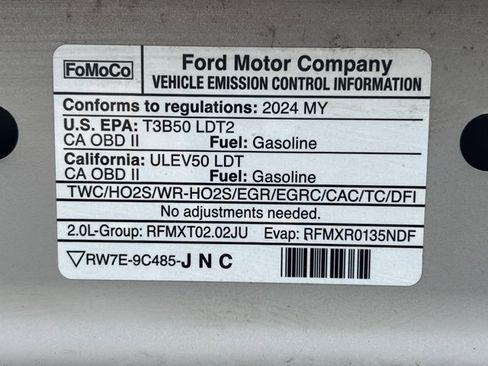 FoMoCo
Ford Motor Company
VEHICLE EMISSION CONTROL INFORMATION
Conforms to regulations: 2024 MY
U.S. EPA: T3B50 LDT2
CA OBD II Fuel: Gasoline
California: ULEV50 LDT
CA OBD II Fuel: Gasoline
TWC/HO2S/WR-HO2S/EGR/EGRC/CAC/TC/DFI
No adjustments needed.
2.0L-Group: RFMXT02.02JU Evap: RFMXR0135NDF
▽RW7E-9C485-JNC